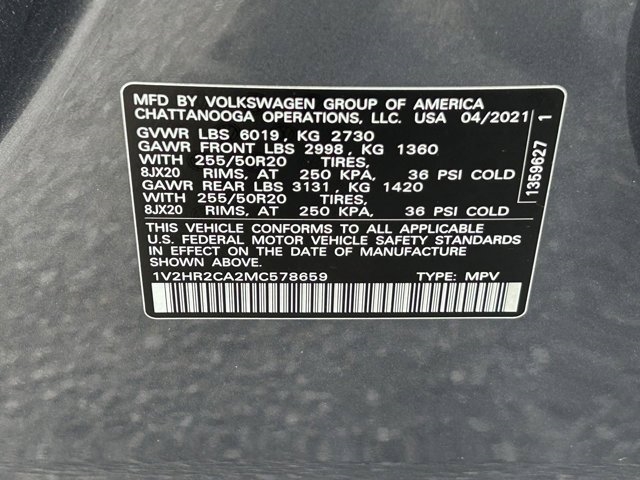 MFD BY VOLKSWAGEN GROUP OF AMERICA
CHATTANOOGA OPERATIONS, LLC. USA 04/2021
GVWR LBS 6019, KG 2730
GAWR FRONT LBS 2998, KG 1360
WITH 255/50R20 TIRES,
8JX20 RIMS, AT 250 KPA, 36 PSI COLD
GAWR REAR LBS 3131, KG 1420
WITH 255/50R20 TIRES,
8JX20 RIMS, AT 250 KPA, 36 PSI COLD
THIS VEHICLE CONFORMS TO ALL APPLICABLE
U.S. FEDERAL MOTOR VEHICLE SAFETY STANDARDS
IN EFFECT ON THE DATE OF MANUFACTURE
SHOWN ABOVE.
1V2HR2CA2MC578659 TYPE: MPV
1359627 1